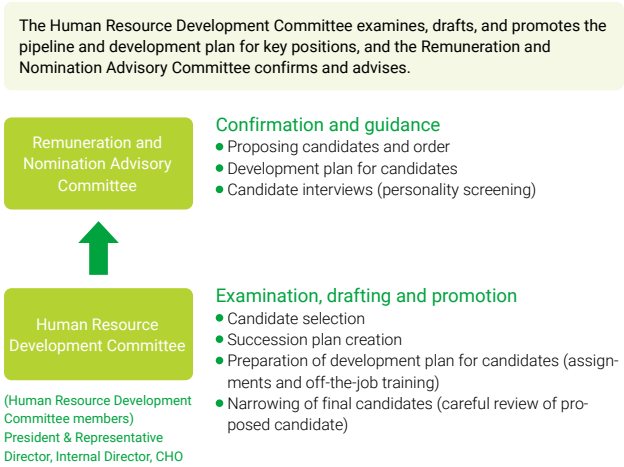 The Human Resource Development Committee examines, drafts, and promotes the
pipeline and development plan for key positions, and the Remuneration and
Nomination Advisory Committee confirms and advises.
Remuneration and
Nomination Advisory
Committee
Confirmation and guidance
● Proposing candidates and order
● Development plan for candidates
● Candidate interviews (personality screening)
Human Resource
Development Committee
(Human Resource Development
Committee members)
President & Representative
Director, Internal Director, CHO
Examination, drafting and promotion
● Candidate selection
● Succession plan creation
● Preparation of development plan for candidates (assign-
ments and off-the-job training)
● Narrowing of final candidates (careful review of pro-
posed candidate)